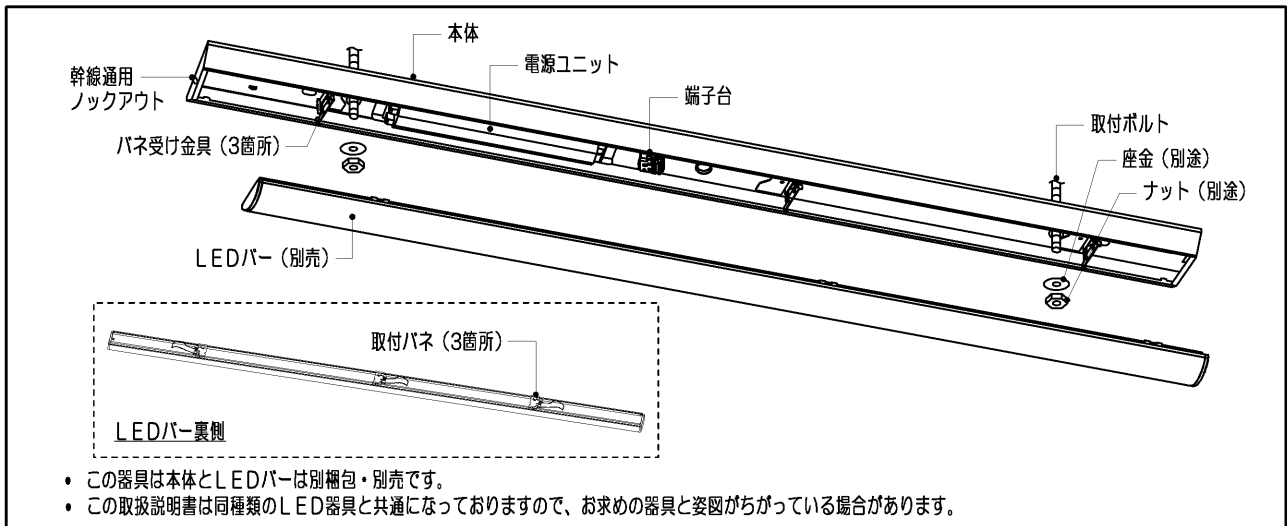 本体
電源ユニット
端子台
幹線通用
ノックアウト
バネ受け金具(3箇所)
取付ボルト
座金(別途)
ナット(別途)
LEDバー(別売)
取付バネ(3箇所)
LEDバー裏側
• この器具は本体とLEDバーは別梱包・別売です。
• この取扱説明書は同種類のLED器具と共通になっておりますので、お求めの器具と姿図がちがっている場合があります。